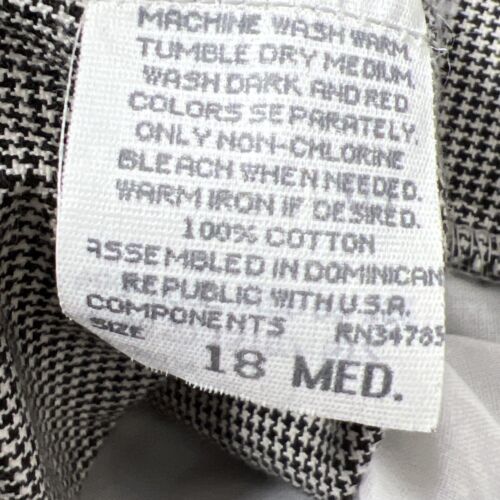 MACHINE WASH WARM.
TUMBLE DRY MEDIUM.
WASH DARK AND RED
COLORS SEPARATELY.
ONLY NON-CHLORINE
BLEACH WHEN NEEDED.
WARM IRON IF DESIRED.
100% COTTON
ASSEMBLED IN DOMINICAN
REPUBLIC WITH U.S.A.
COMPONENTS RN34785
SIZE
18 MED.